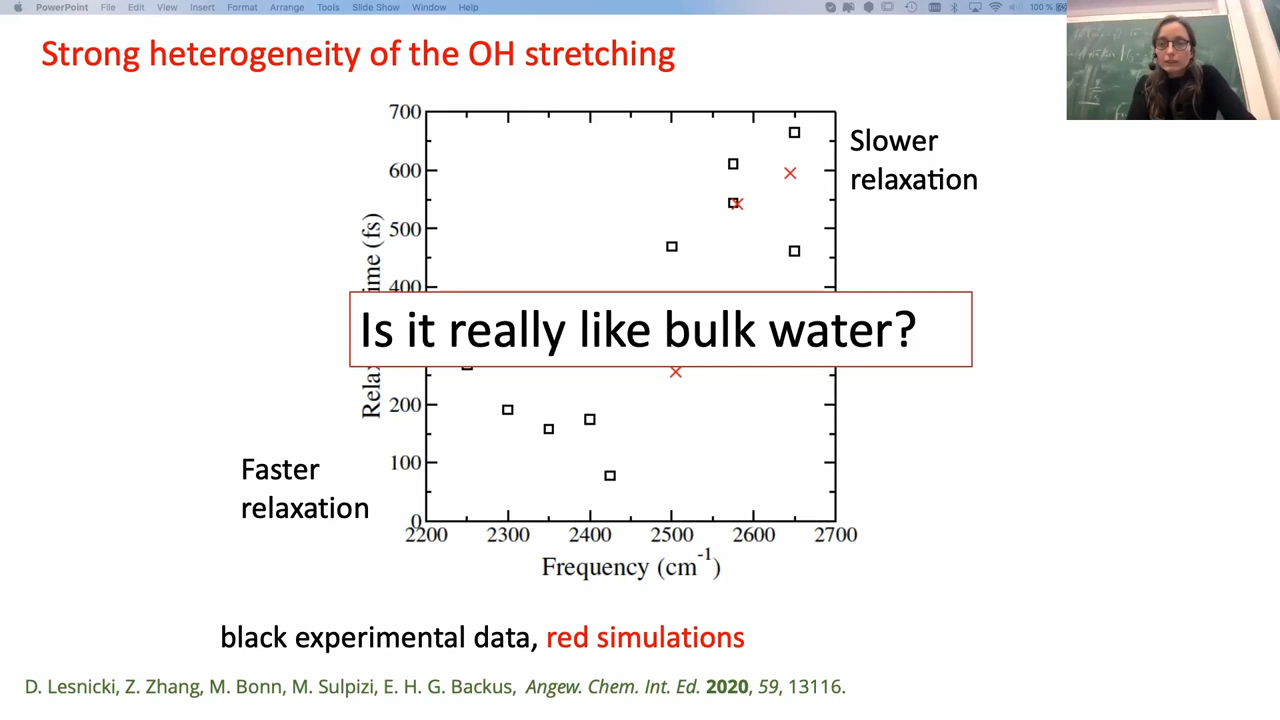 PowerPoint File Edit View Insert Format Arrange Tools Slide Show Window Help 100 %
Strong heterogeneity of the OH stretching
700
600
500
400
200
100
0
Slower
relaxation
Is it really like bulk water?
Faster
relaxation
2200 2300 2400 2500 2600 2700
Frequency (cm-1)
black experimental data, red simulations
D. Lesnicki, Z. Zhang, M. Bonn, M. Sulpizi, E. H. G. Backus, Angew. Chem. Int. Ed. 2020, 59, 13116.